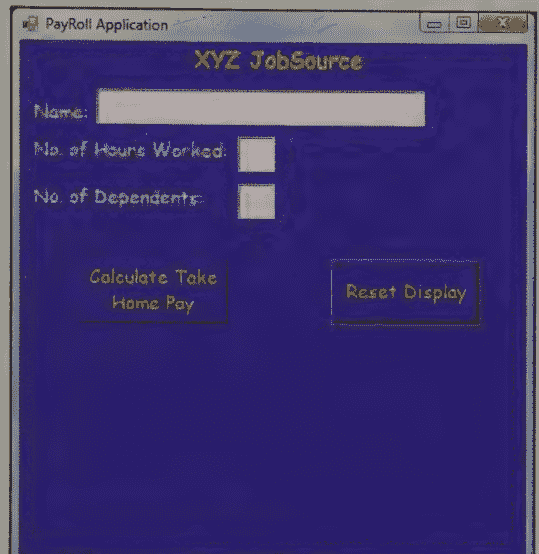 PayRoll Application
XYZ JobSource
Name:
No. of Hours Worked:
No. of Dependents:
Calculate Take
Home Pay
Reset Display